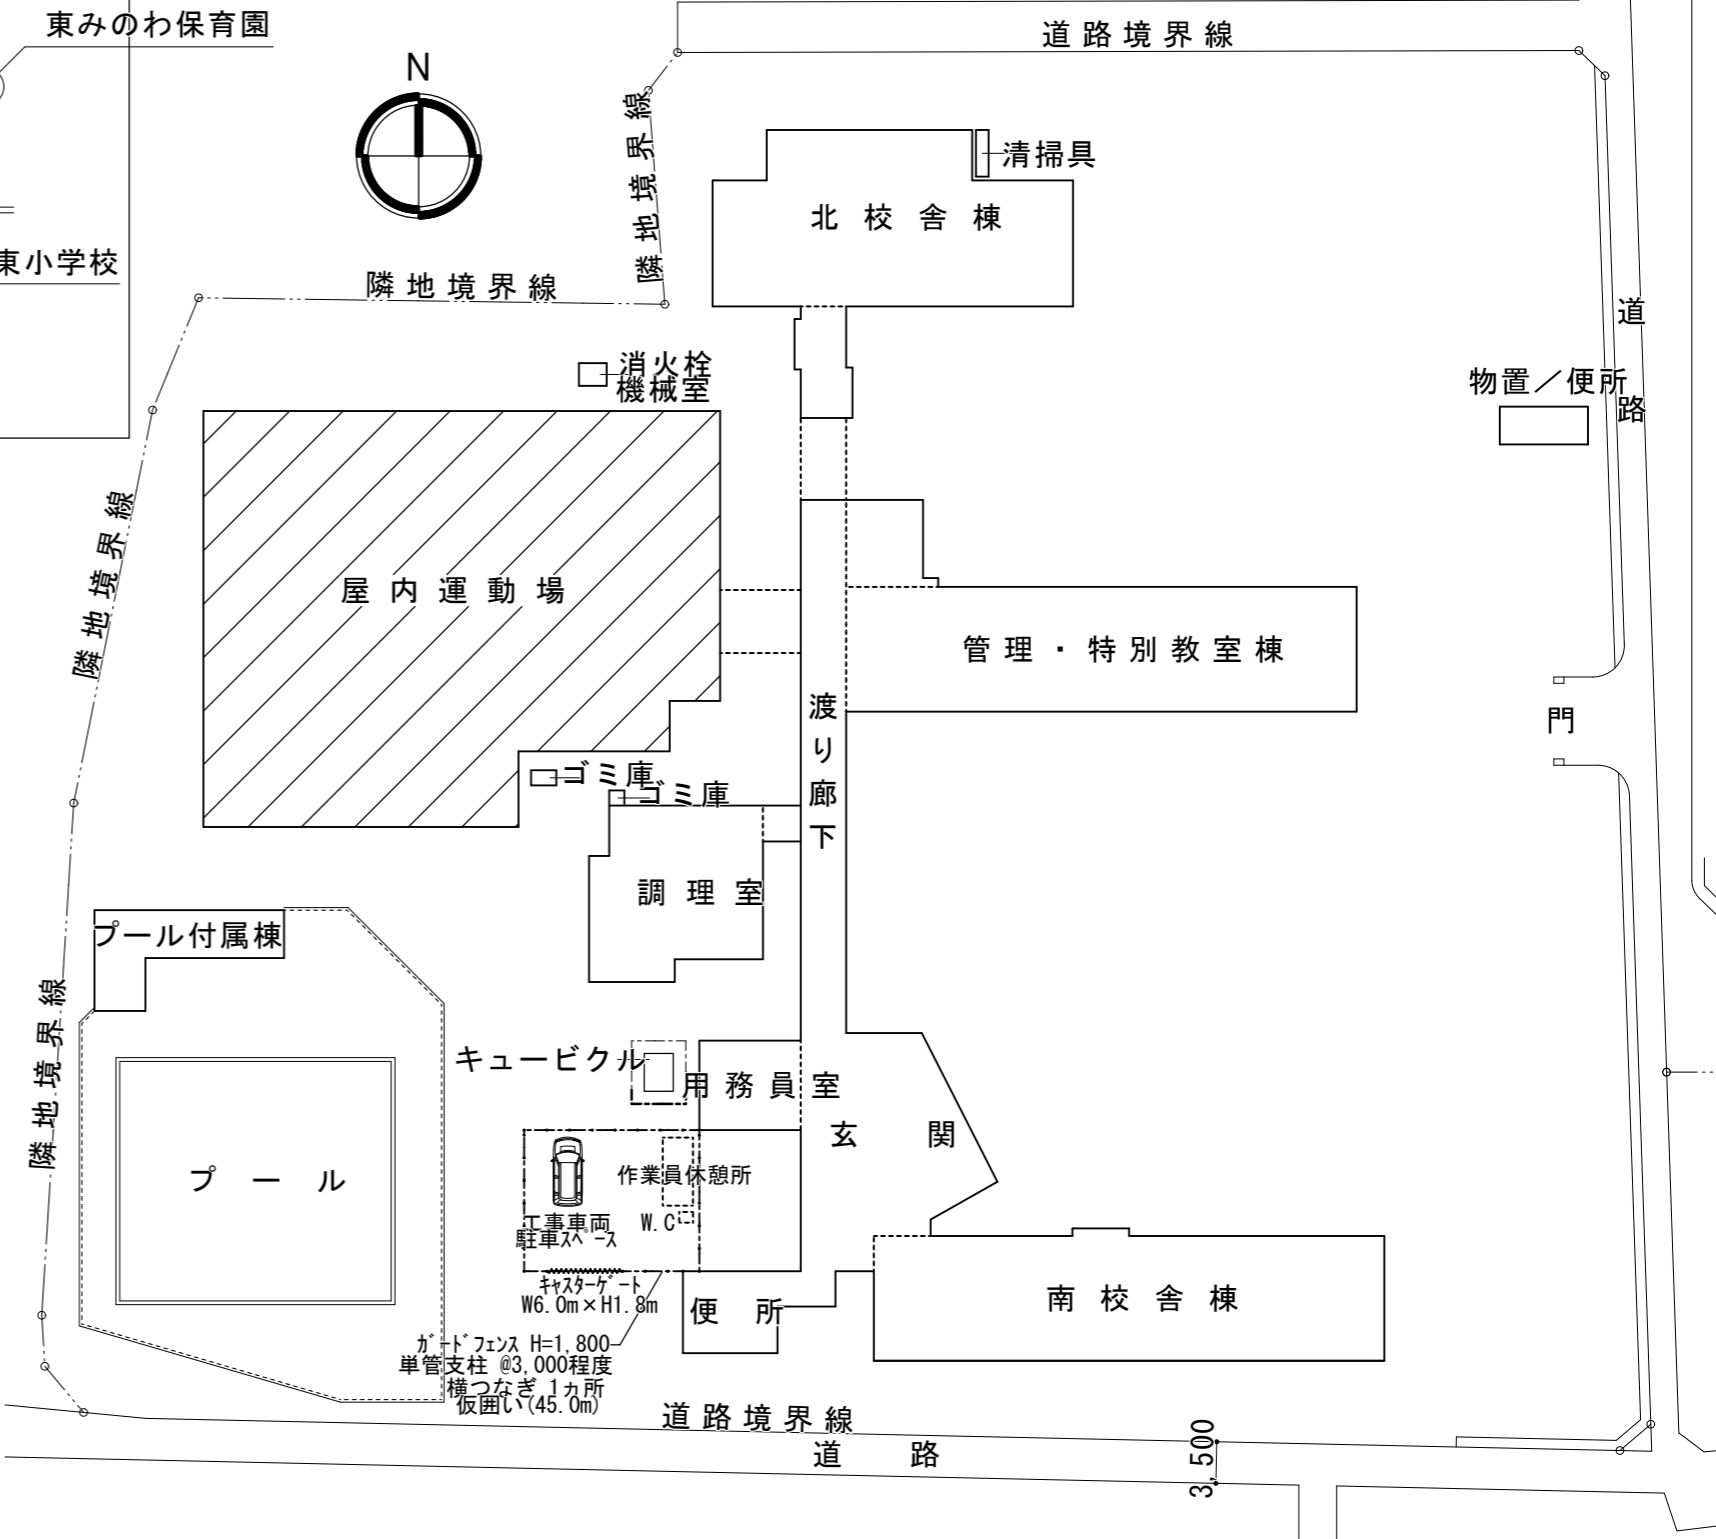 東みのわ保育園
N
東小学校
道路境界線
隣地境界線
隣地境界線
隣地境界線
隣地境界線
清掃具
北校舎棟
消火栓
機械室
物置／便所
道路
屋内運動場
管理・特別教室棟
渡り廊下
門
ゴミ庫
ゴミ庫
調理室
プール付属棟
キュービクル
用務員室
玄関
プール
作業員休憩所
工事車両
駐車ｽﾍﾟｰｽ
W.C
ｷｬｽﾀｰｹﾞｰﾄ
W6.0m×H1.8m
便所
南校舎棟
ｶﾞｰﾄﾞﾌｪﾝｽ H=1,800
単管支柱 @3,000程度
横つなぎ 1ヵ所
仮囲い(45.0m)
道路境界線
道路
3,500